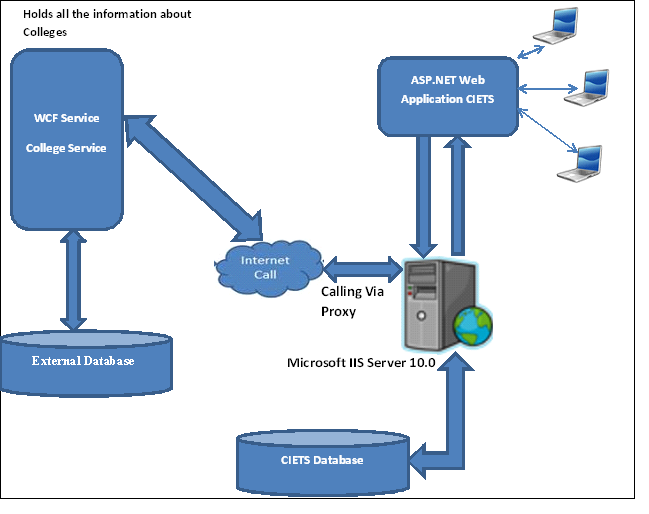 Holds all the information about
Colleges
WCF Service
College Service
ASP.NET Web
Application CIETS
Internet
Call
Calling Via
Proxy
External Database
Microsoft IIS Server 10.0
CIETS Database